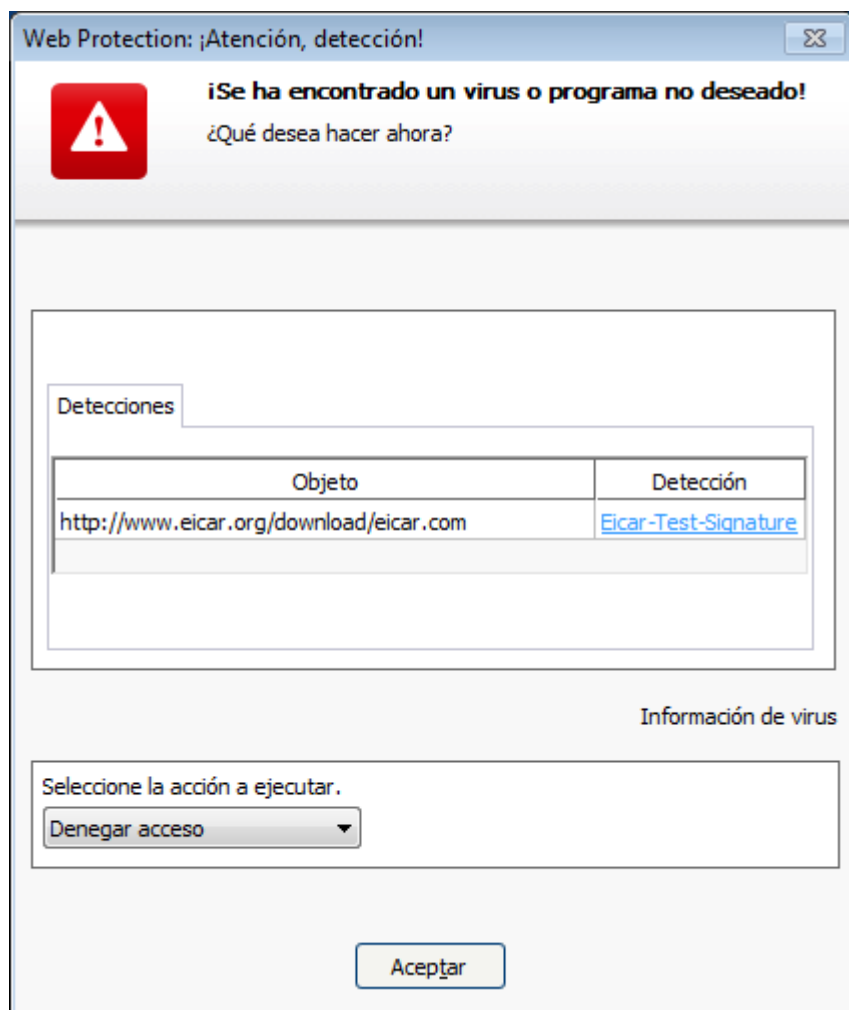 Web Protection: ¡Atención, detección!
¡Se ha encontrado un virus o programa no deseado!
¿Qué desea hacer ahora?
Detecciones
Objeto Detección
http://www.eicar.org/download/eicar.com Eicar-Test-Signature
Información de virus
Seleccione la acción a ejecutar.
Denegar acceso
Aceptar